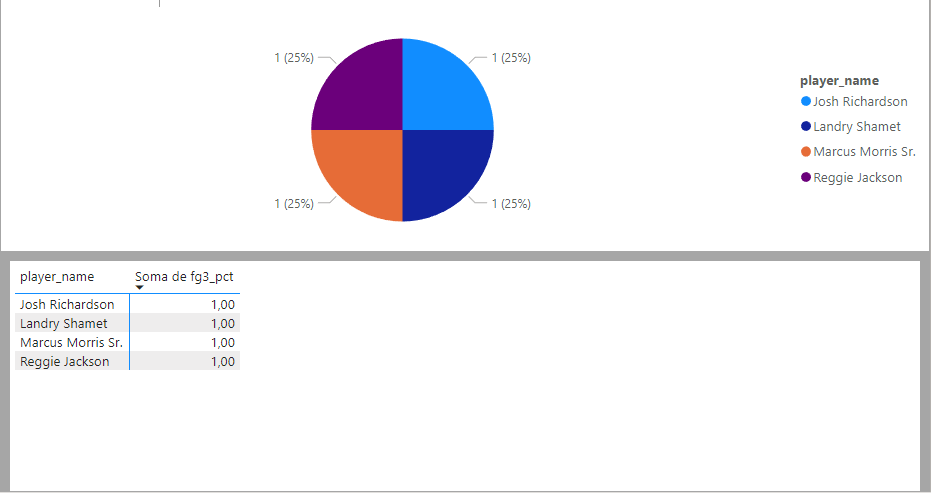 1 (25%)
1 (25%)
1 (25%)
1 (25%)
player_name
Josh Richardson
Landry Shamet
Marcus Morris Sr.
Reggie Jackson
player_name Soma de fg3_pct
Josh Richardson 1,00
Landry Shamet 1,00
Marcus Morris Sr. 1,00
Reggie Jackson 1,00